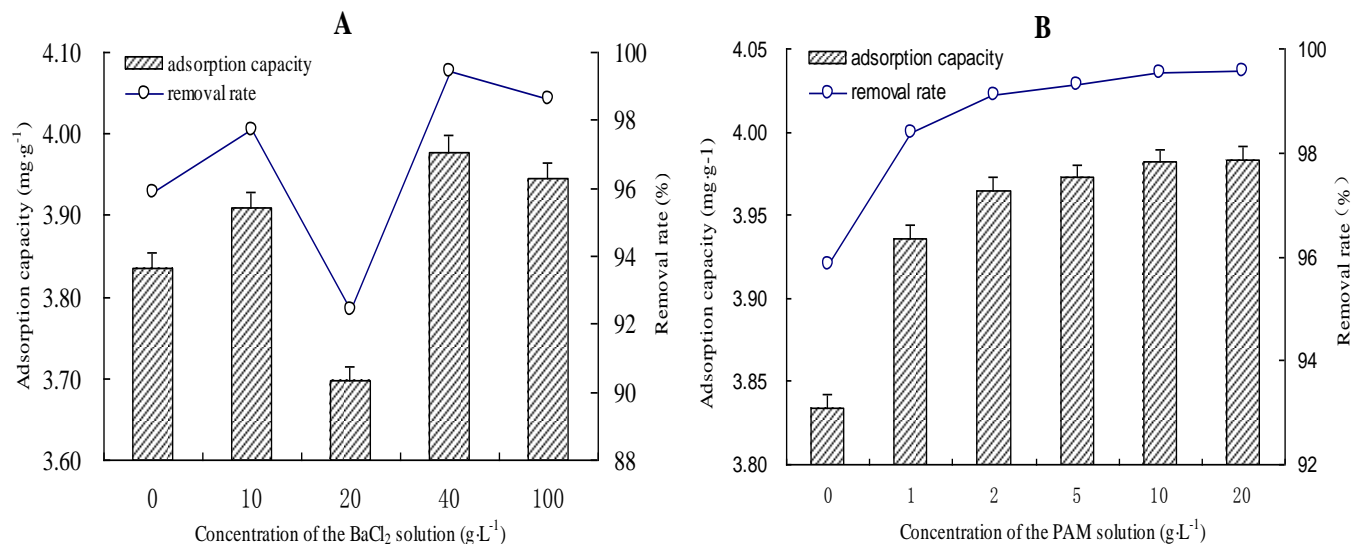 A
adsorption capacity
removal rate
Adsorption capacity (mg·g⁻¹)
4.10
4.00
3.90
3.80
3.70
3.60
100
98
96
94
92
90
88
Removal rate (%)
0 10 20 40 100
Concentration of the BaCl₂ solution (g·L⁻¹)
B
adsorption capacity
removal rate
Adsorption capacity (mg·g-1)
4.05
4.00
3.95
3.90
3.85
3.80
100
98
96
94
92
Removal rate (%)
0 1 2 5 10 20
Concentration of the PAM solution (g·L⁻¹)